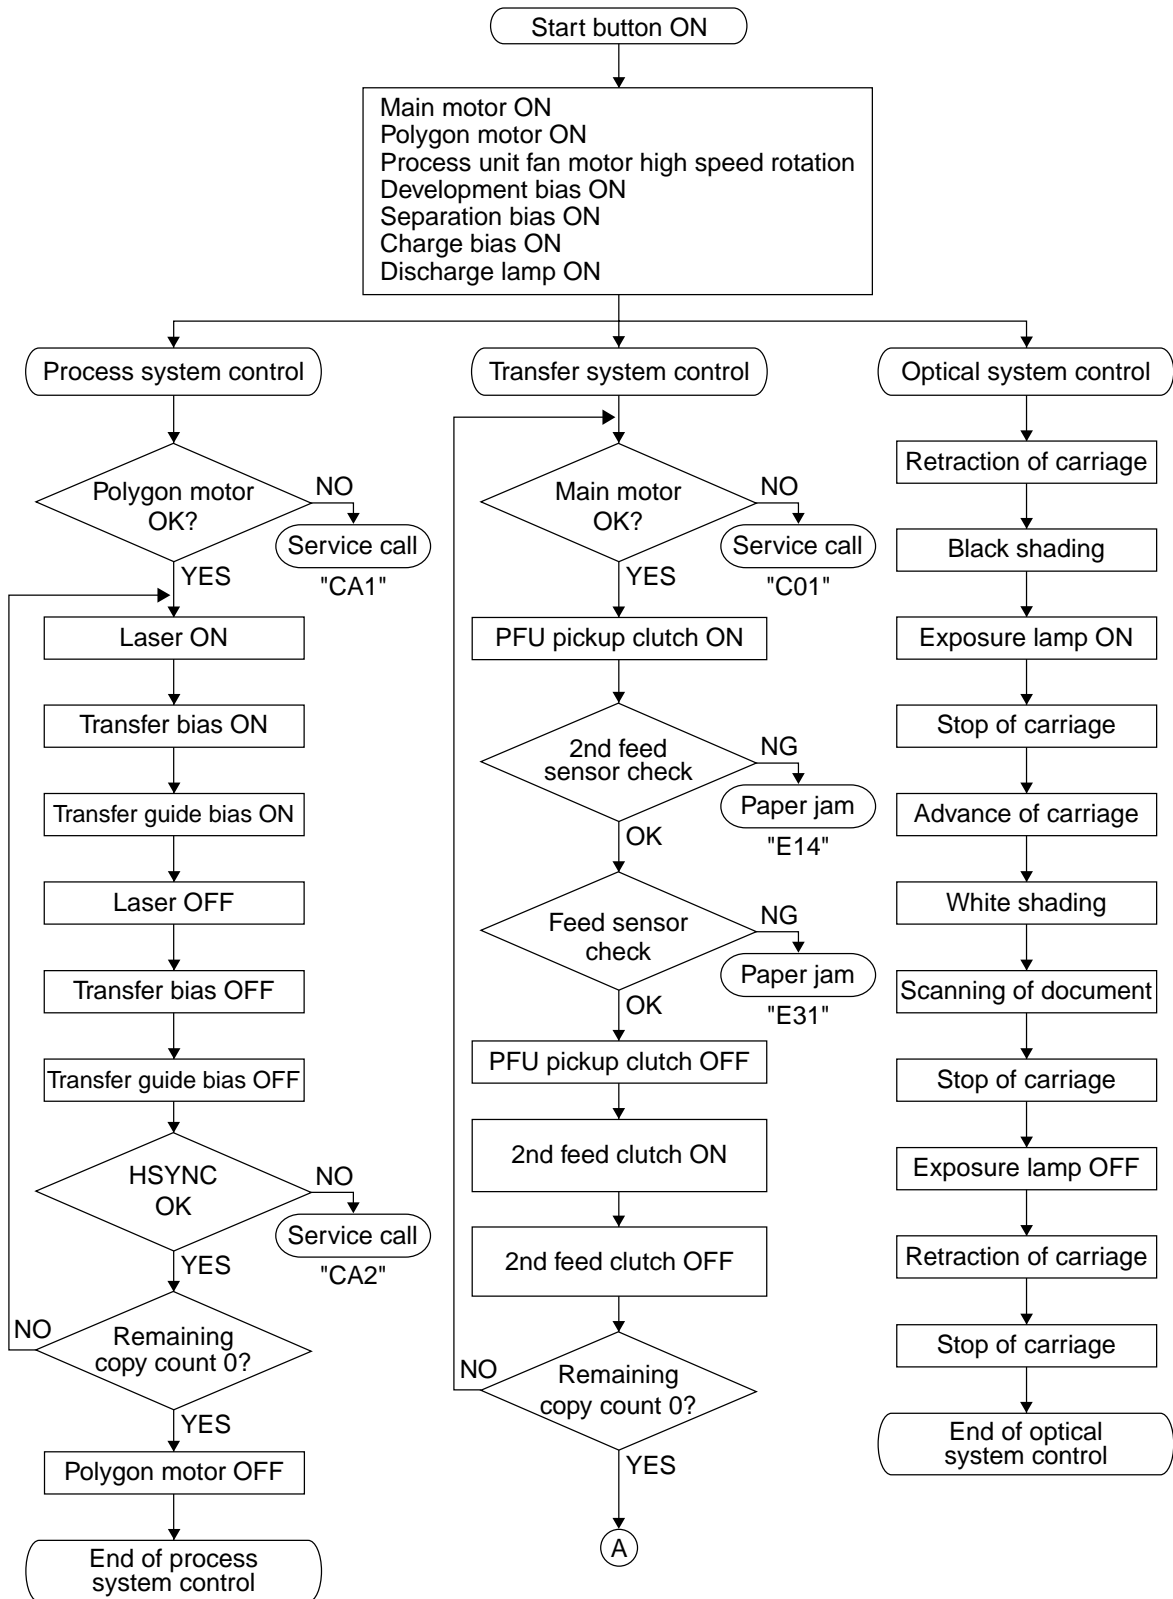 Start button ON
Main motor ON
Polygon motor ON
Process unit fan motor high speed rotation
Development bias ON
Separation bias ON
Charge bias ON
Discharge lamp ON
Process system control
Polygon motor
OK?
NO
Service call
"CA1"
YES
Laser ON
Transfer bias ON
Transfer guide bias ON
Laser OFF
Transfer bias OFF
Transfer guide bias OFF
HSYNC
OK
NO
Service call
"CA2"
YES
NO
Remaining
copy count 0?
YES
Polygon motor OFF
End of process
system control
Transfer system control
Main motor
OK?
NO
Service call
"C01"
YES
PFU pickup clutch ON
2nd feed
sensor check
NG
Paper jam
"E14"
OK
Feed sensor
check
NG
Paper jam
"E31"
OK
PFU pickup clutch OFF
2nd feed clutch ON
2nd feed clutch OFF
NO
Remaining
copy count 0?
YES
A
Optical system control
Retraction of carriage
Black shading
Exposure lamp ON
Stop of carriage
Advance of carriage
White shading
Scanning of document
Stop of carriage
Exposure lamp OFF
Retraction of carriage
Stop of carriage
End of optical
system control